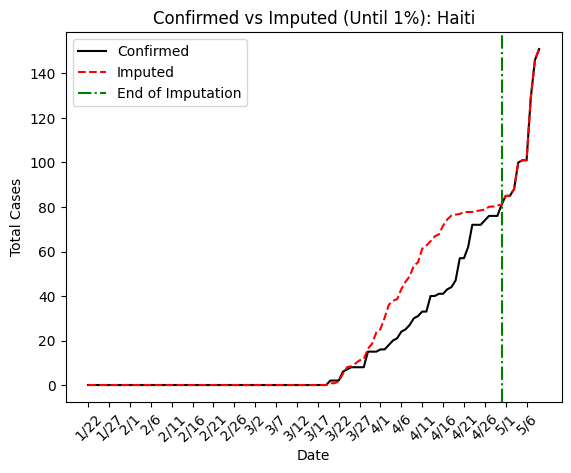 Confirmed vs Imputed (Until 1%): Haiti
Confirmed
Imputed
End of Imputation
Total Cases
140
120
100
80
60
40
20
0
1/22 1/27 2/1 2/6 2/11 2/16 2/21 2/26 3/2 3/7 3/12 3/17 3/22 3/27 4/1 4/6 4/11 4/16 4/21 4/26 5/1 5/6
Date